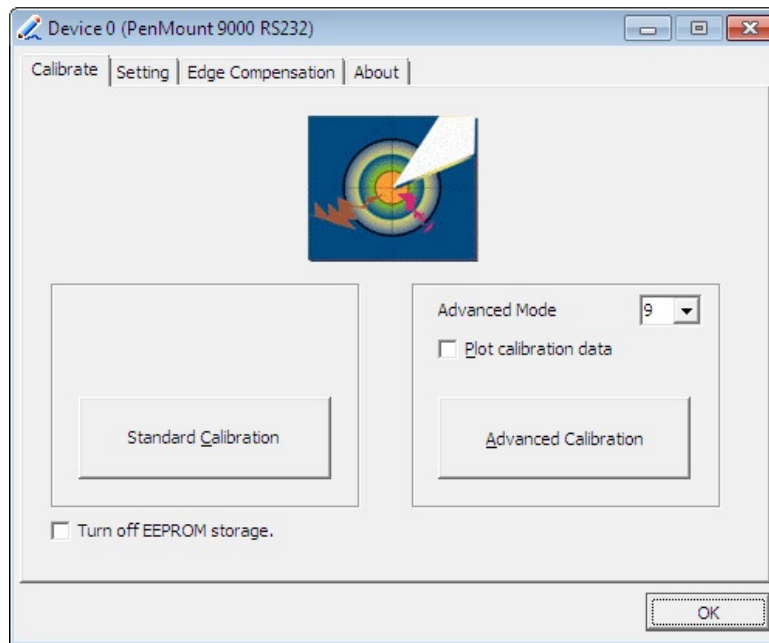 Device 0 (PenMount 9000 RS232)
Calibrate Setting Edge Compensation About
Advanced Mode 9
Plot calibration data
Standard Calibration Advanced Calibration
Turn off EEPROM storage.
OK